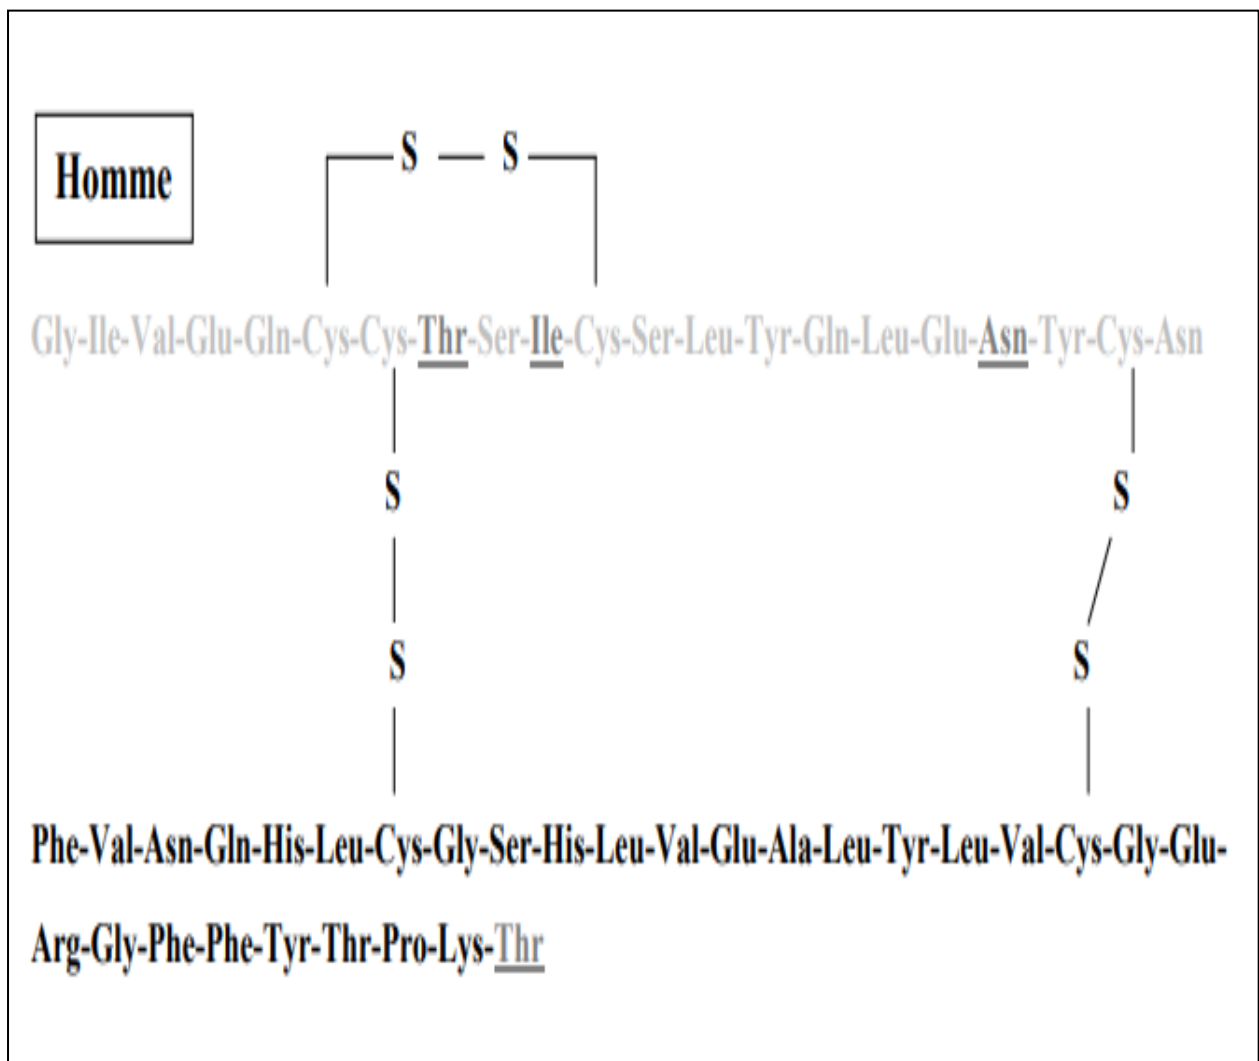 S — S
Homme
Gly-Ile-Val-Glu-Gln-Cys-Cys-Thr-Ser-Ile-Cys-Ser-Leu-Tyr-Gln-Leu-Glu-Asn-Tyr-Cys-Asn
S S
S S
Phe-Val-Asn-Gln-His-Leu-Cys-Gly-Ser-His-Leu-Val-Glu-Ala-Leu-Tyr-Leu-Val-Cys-Gly-Glu-
Arg-Gly-Phe-Phe-Tyr-Thr-Pro-Lys-Thr